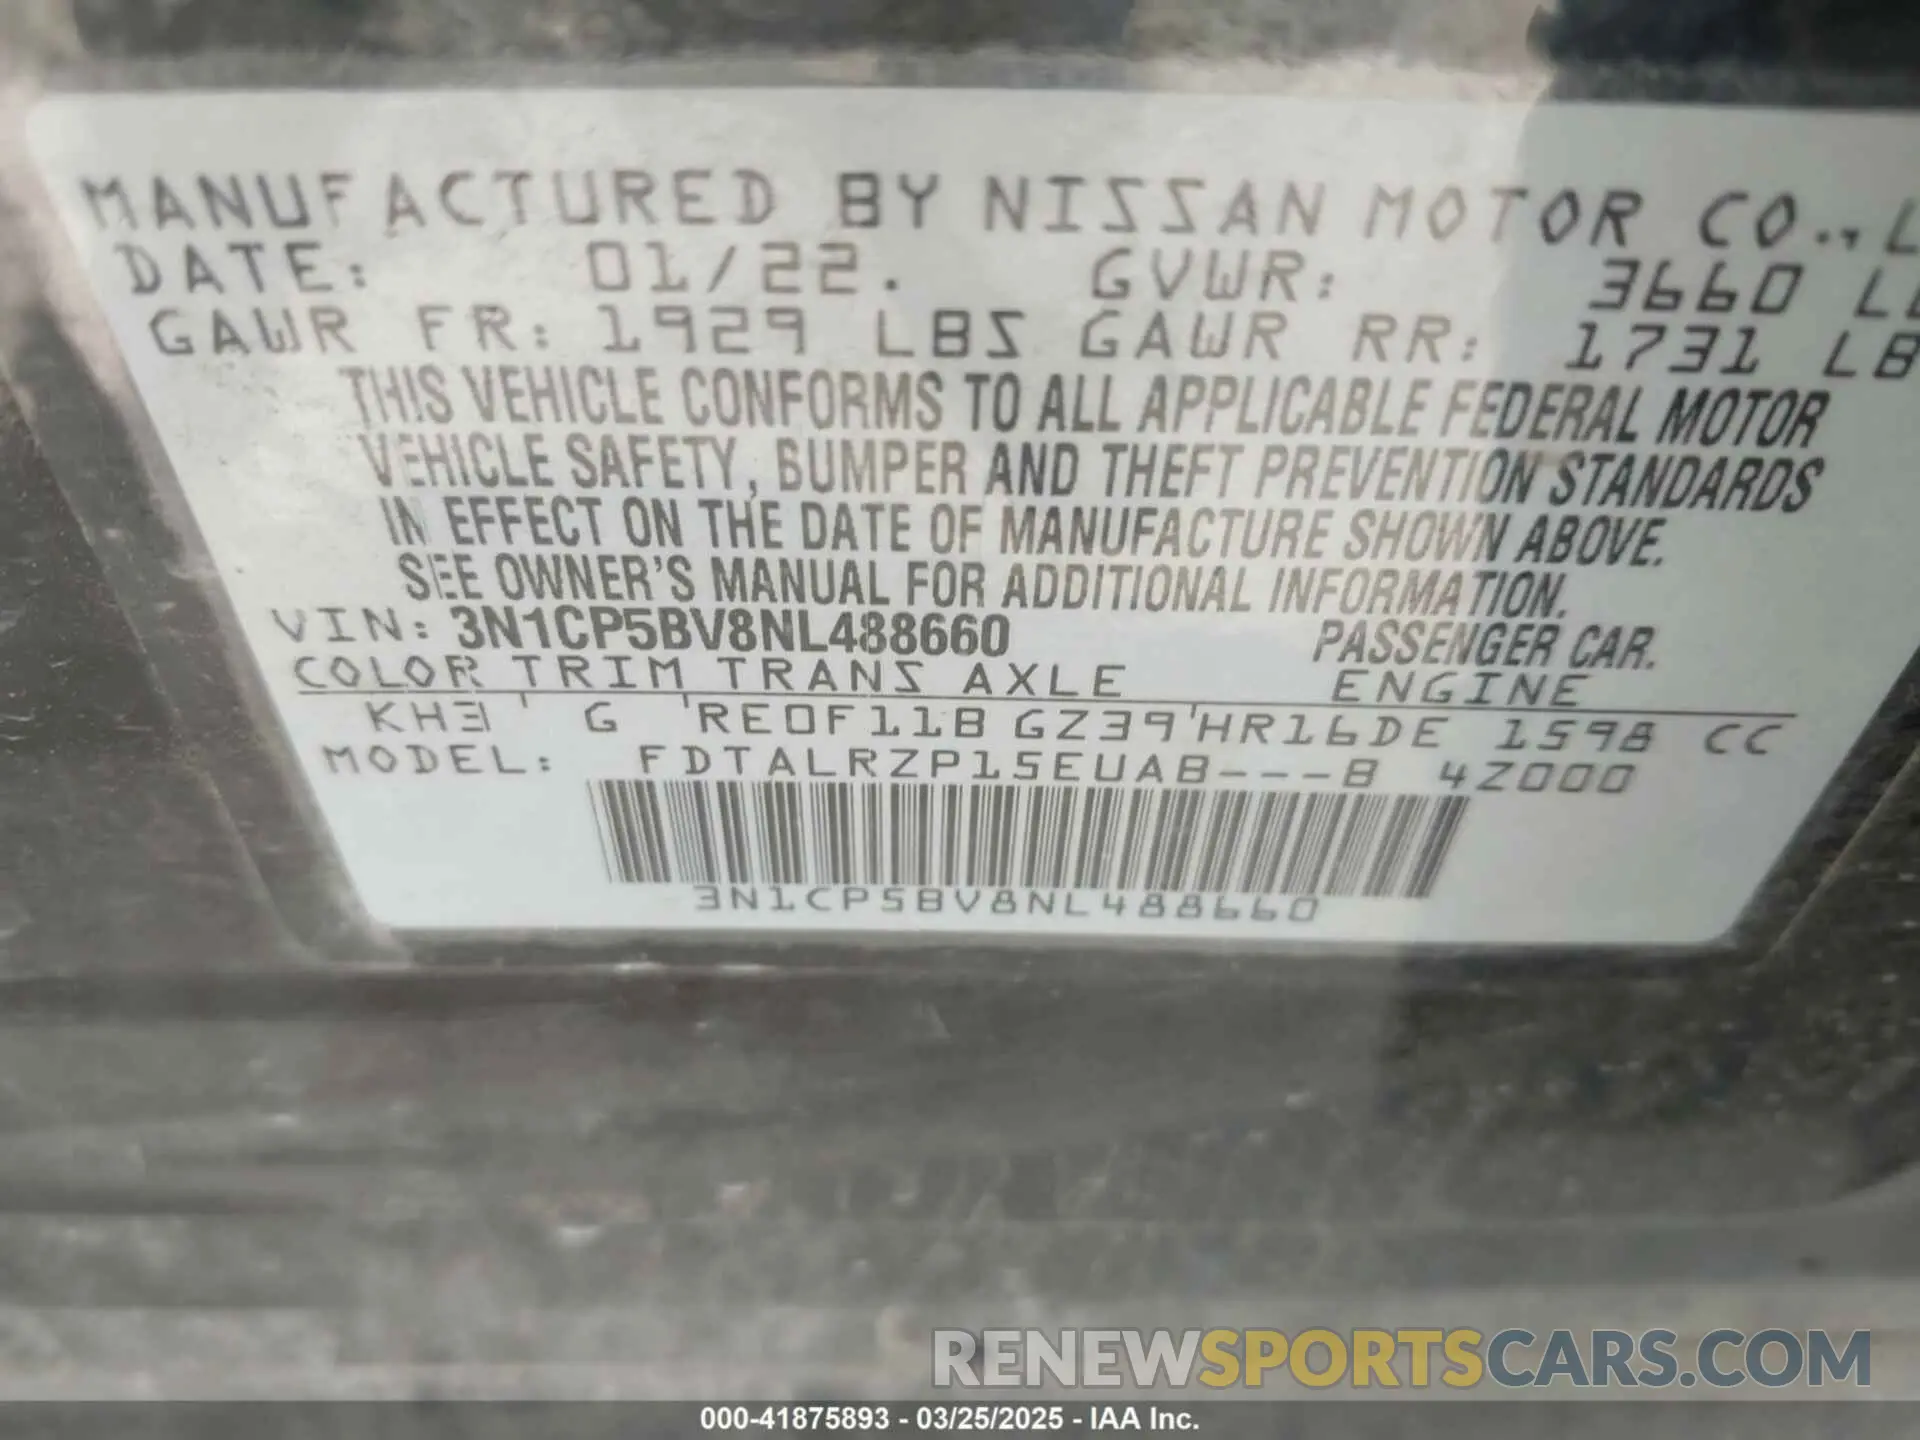 MANUFACTURED BY NISSAN MOTOR CO.,
DATE: 01/22. GVWR: 3660
GAWR FR: 1929 LBS GAWR RR: 1731 LB
THIS VEHICLE CONFORMS TO ALL APPLICABLE FEDERAL MOTOR
VEHICLE SAFETY, BUMPER AND THEFT PREVENTION STANDARDS
IN EFFECT ON THE DATE OF MANUFACTURE SHOWN ABOVE.
SEE OWNER'S MANUAL FOR ADDITIONAL INFORMATION.
VIN: 3N1CP5BV8NL488660 PASSENGER CAR.
COLOR TRIM TRANS AXLE ENGINE
KH3 G RE0F11B GZ39 HR16DE 1598 CC
MODEL: FDTALRZP15EUAB---B 4Z000
3N1CP5BV8NL488660
RENEWSPORTSCARS.COM
000-41875893 - 03/25/2025 - IAA Inc.